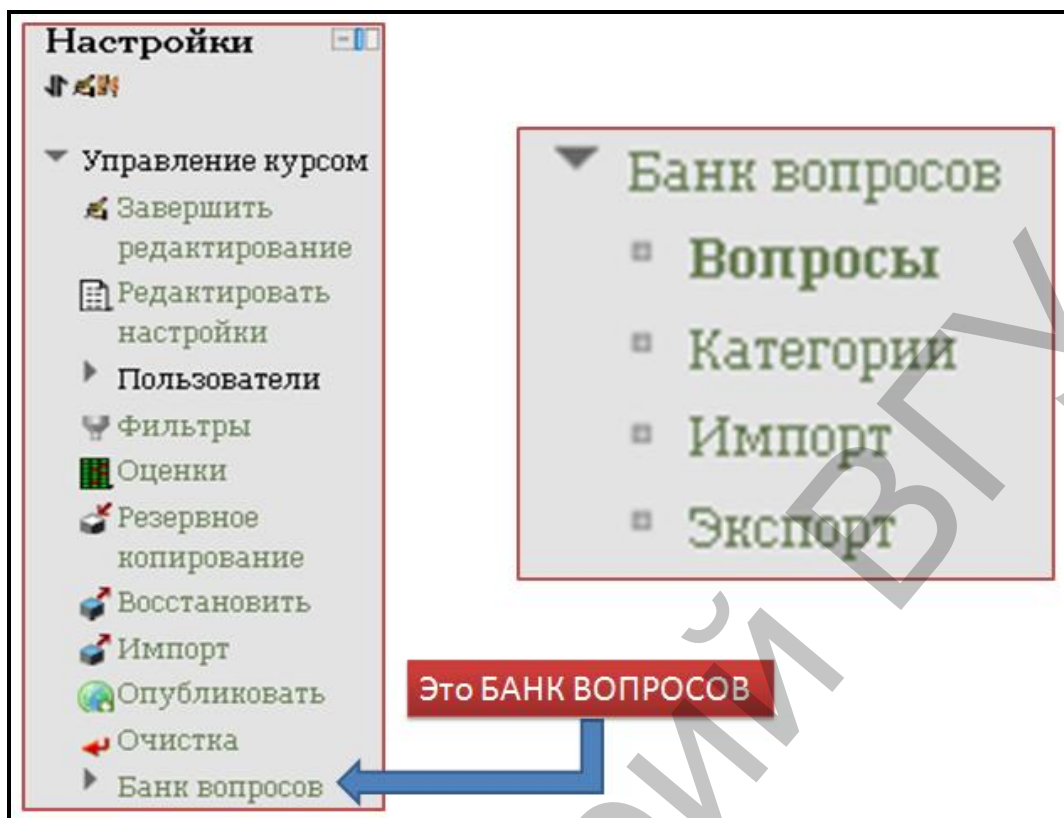 Настройки
Управление курсом
Завершить
редактирование
Редактировать
настройки
Пользователи
Фильтры
Оценки
Резервное
копирование
Восстановить
Импорт
Опубликовать
Очистка
Банк вопросов
Банк вопросов
Вопросы
Категории
Импорт
Экспорт
Это БАНК ВОПРОСОВ
ВГУ